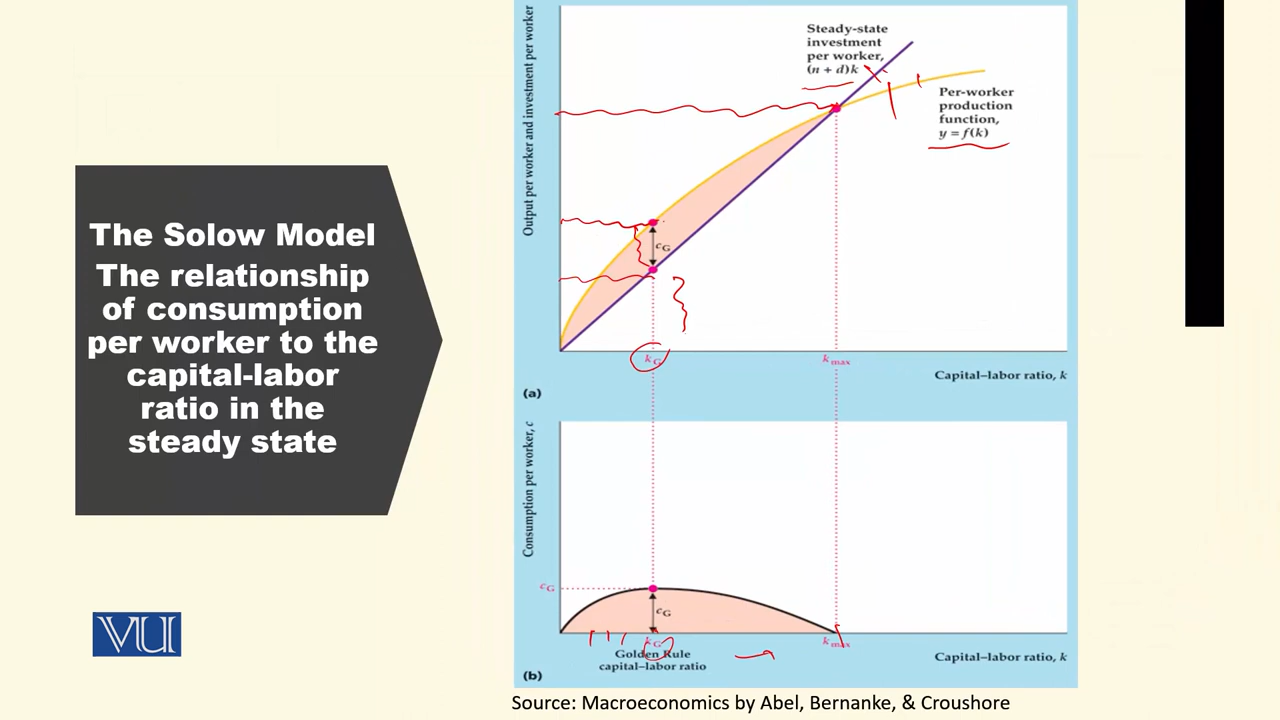 The Solow Model
The relationship
of consumption
per worker to the
capital-labor
ratio in the
steady state
VU
Output per worker and investment per worker
Steady-state
investment
per worker,
(n + d)k
Per-worker
production
function,
y = f(k)
cG
kG
kmax
Capital–labor ratio, k
(a)
Consumption per worker, c
cG
cG
kG
kmax
Golden Rule
capital–labor ratio
Capital–labor ratio, k
(b)
Source: Macroeconomics by Abel, Bernanke, & Croushore